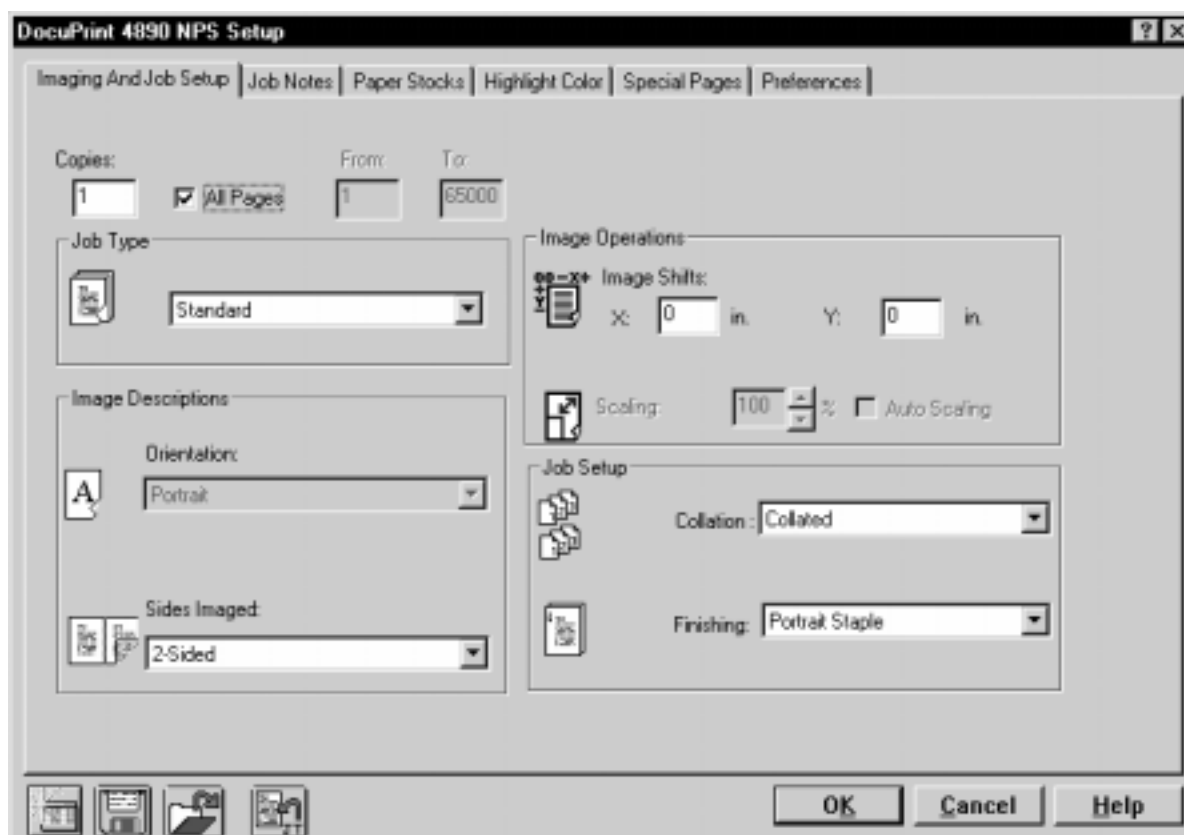 DocuPrint 4890 NPS Setup
Imaging And Job Setup Job Notes Paper Stocks Highlight Color Special Pages Preferences
Copies: From: To:
1 All Pages 1 65000
Job Type
Standard
Image Operations
Image Shifts:
X: 0 in. Y: 0 in.
Scaling: 100 % Auto Scaling
Image Descriptions
Orientation:
Portrait
Sides Imaged:
2-Sided
Job Setup
Collation : Collated
Finishing: Portrait Staple
OK Cancel Help